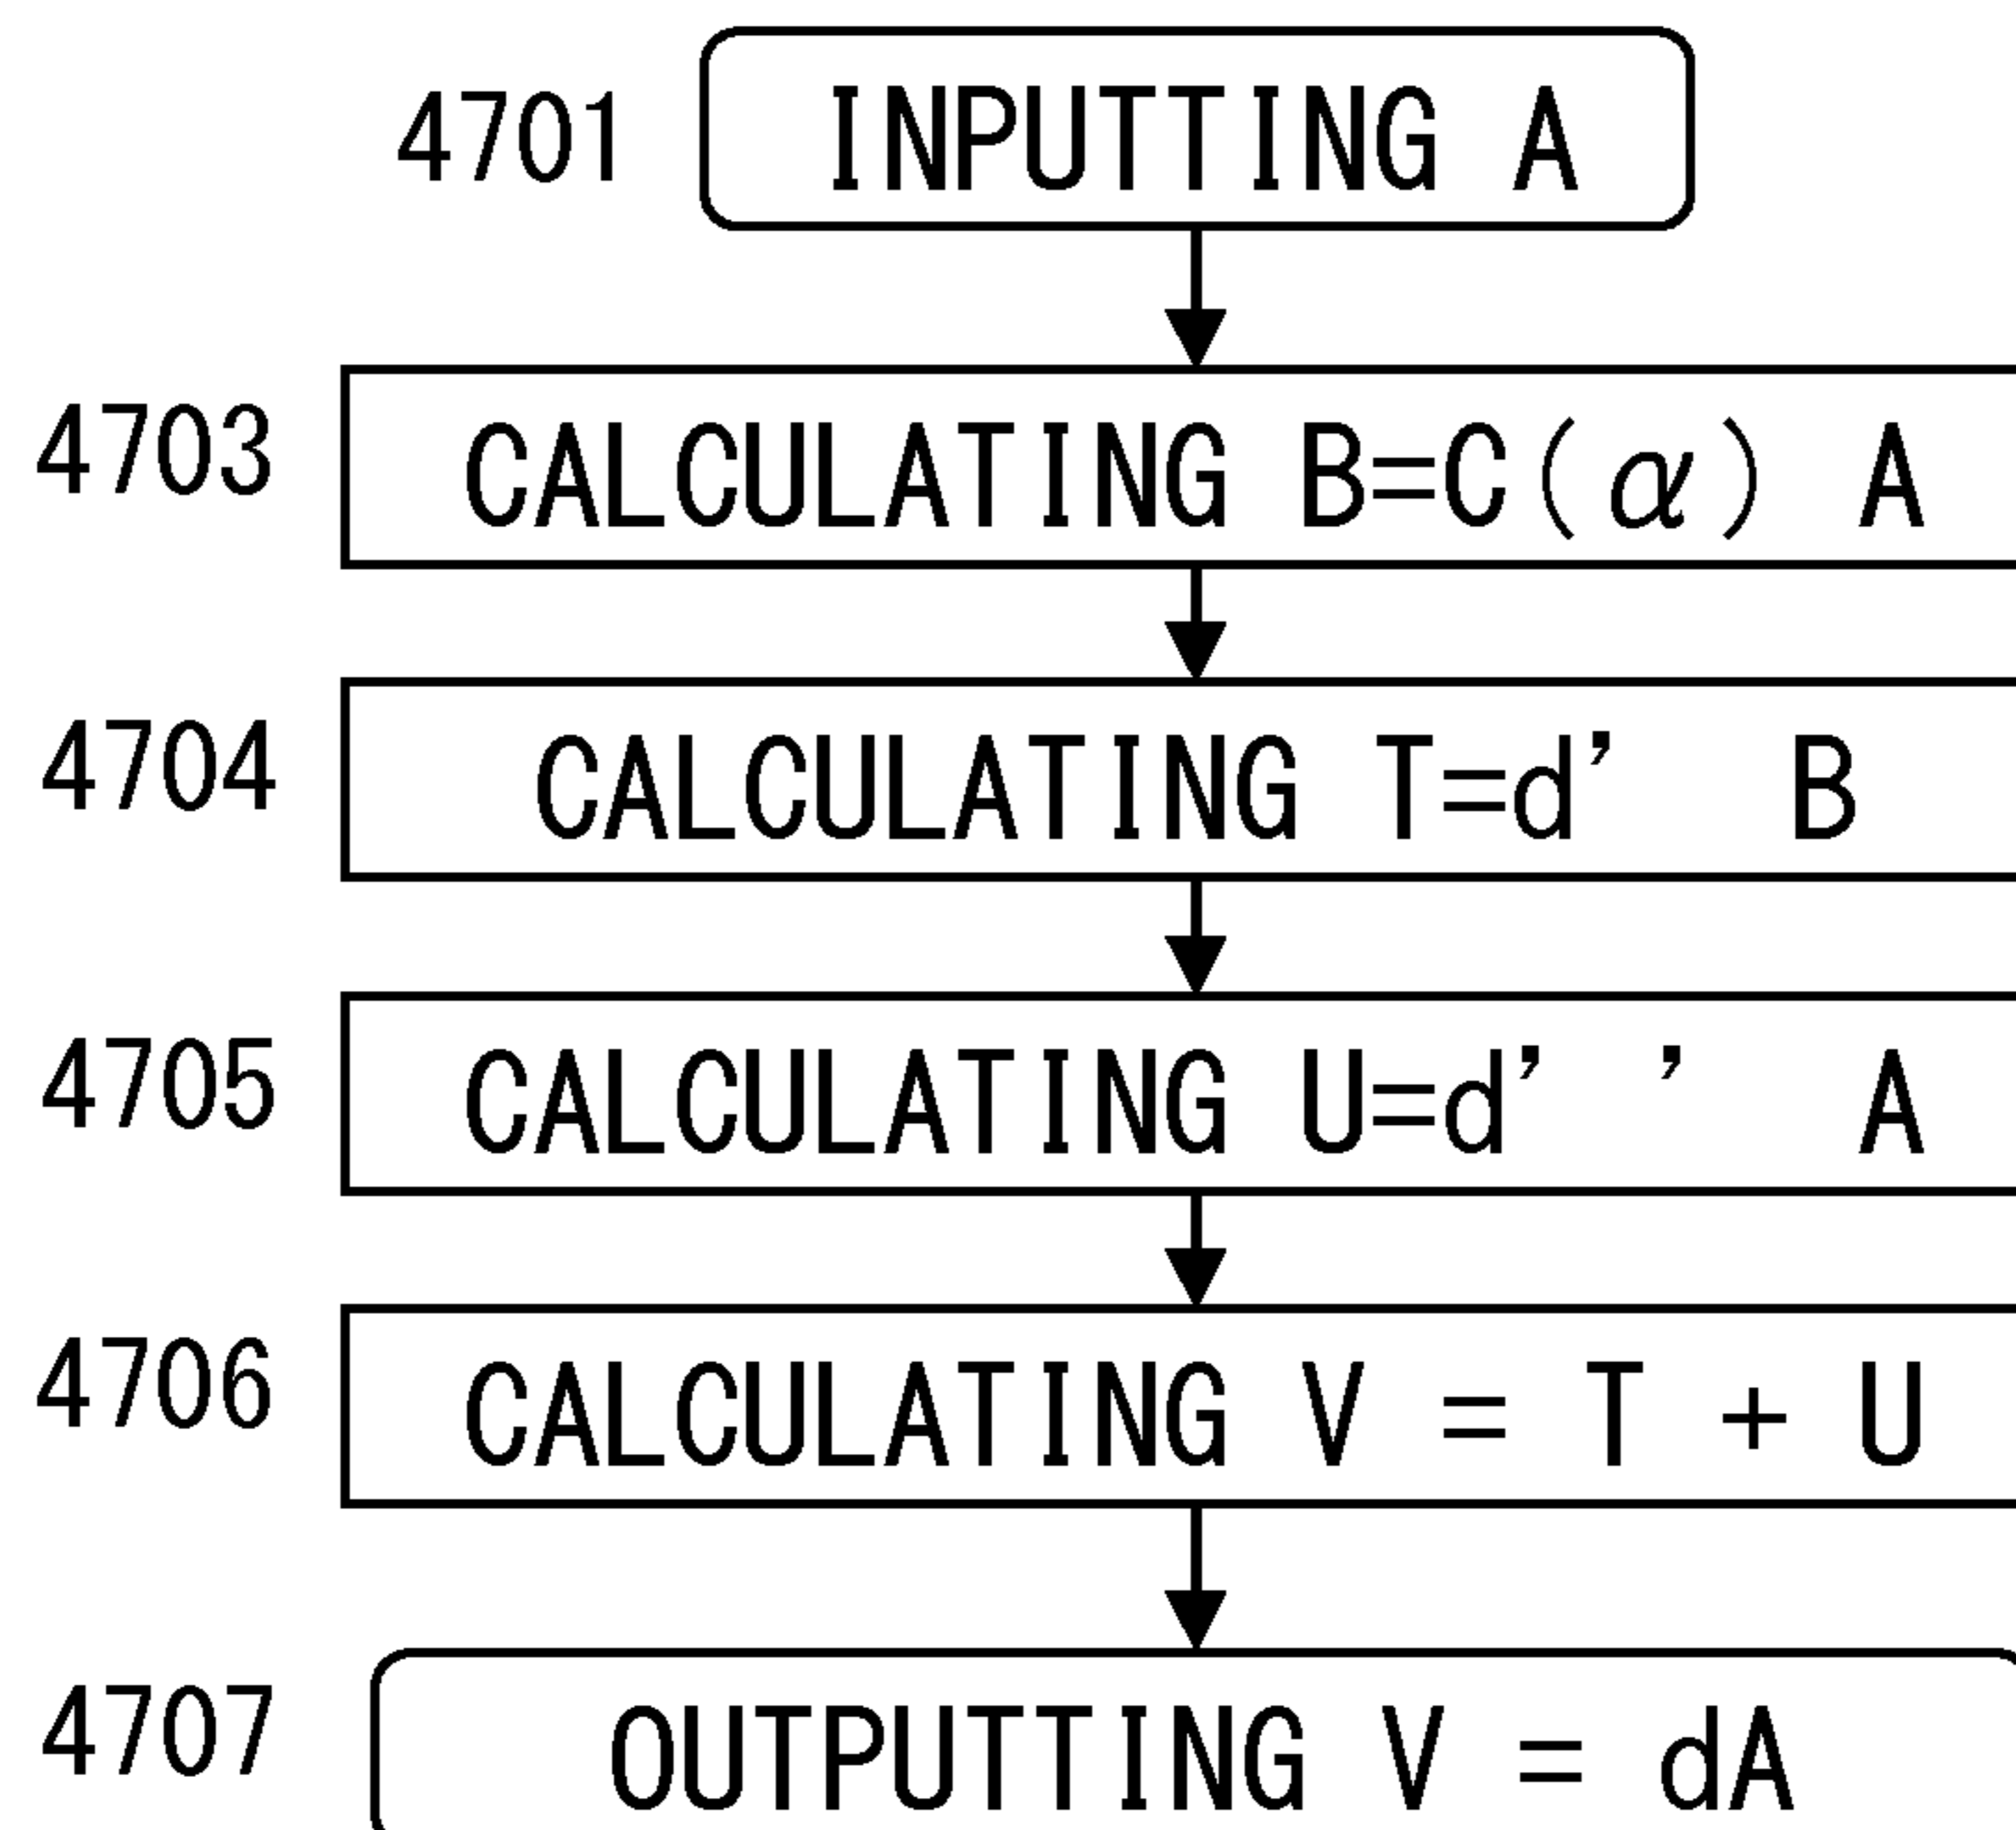 4701 INPUTTING A
4703 CALCULATING B=C(α) A
4704 CALCULATING T=d' B
4705 CALCULATING U=d' ' A
4706 CALCULATING V = T + U
4707 OUTPUTTING V = dA